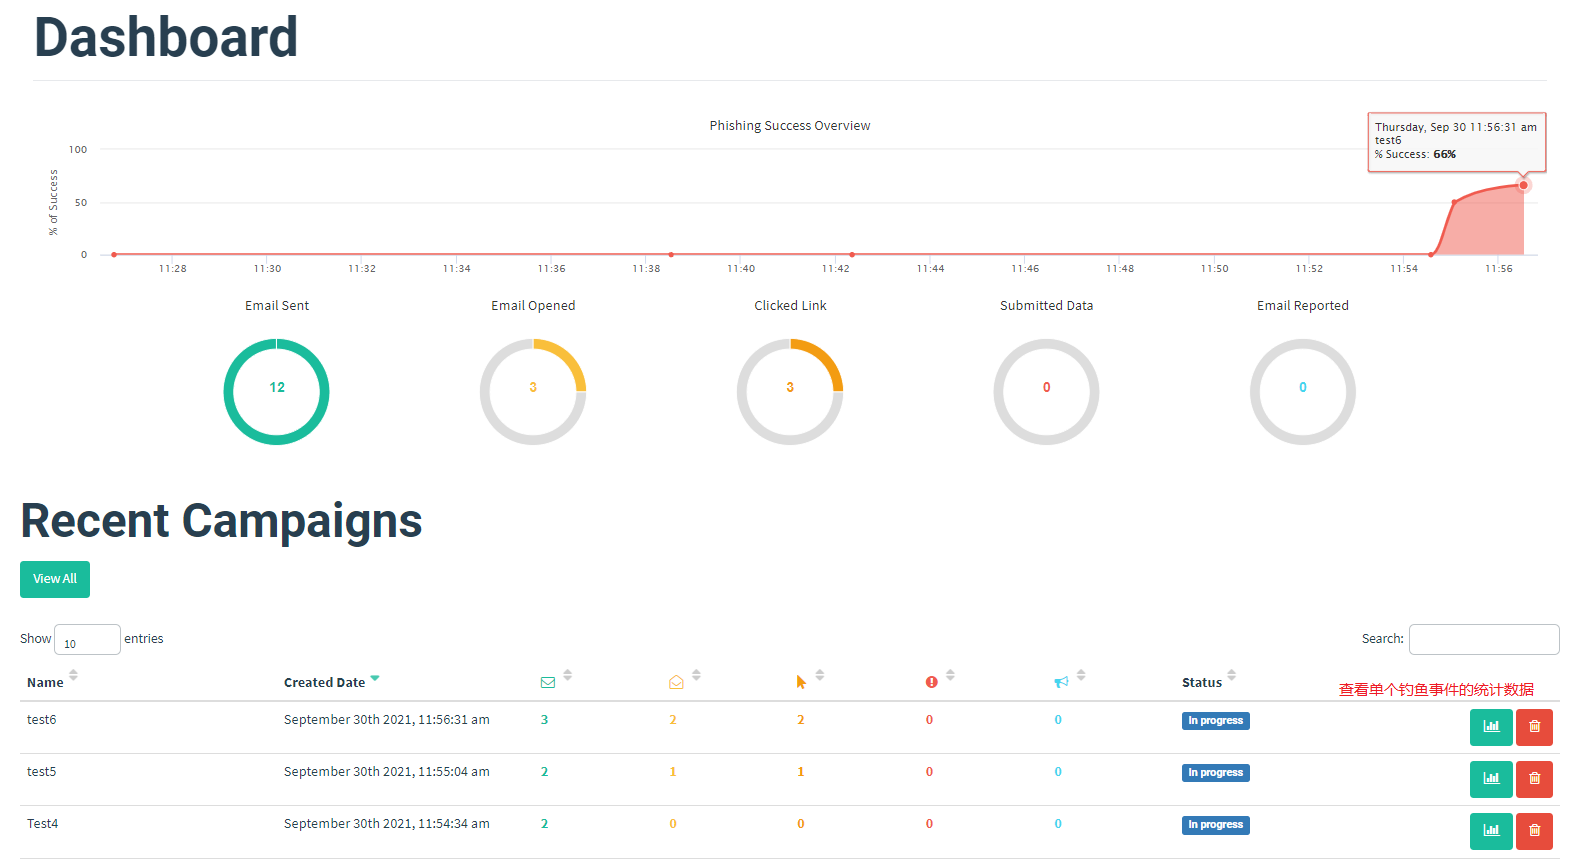 Dashboard
Phishing Success Overview
Thursday, Sep 30 11:56:31 am
test6
% Success: 66%
% of Success
100
50
0
11:28 11:30 11:32 11:34 11:36 11:38 11:40 11:42 11:44 11:46 11:48 11:50 11:52 11:54 11:56
Email Sent Email Opened Clicked Link Submitted Data Email Reported
12 3 3 0 0
Recent Campaigns
View All
Show 10 entries Search:
Name Created Date Status
查看单个钓鱼事件的统计数据
test6 September 30th 2021, 11:56:31 am 3 2 2 0 0 In progress
test5 September 30th 2021, 11:55:04 am 2 1 1 0 0 In progress
Test4 September 30th 2021, 11:54:34 am 2 0 0 0 0 In progress